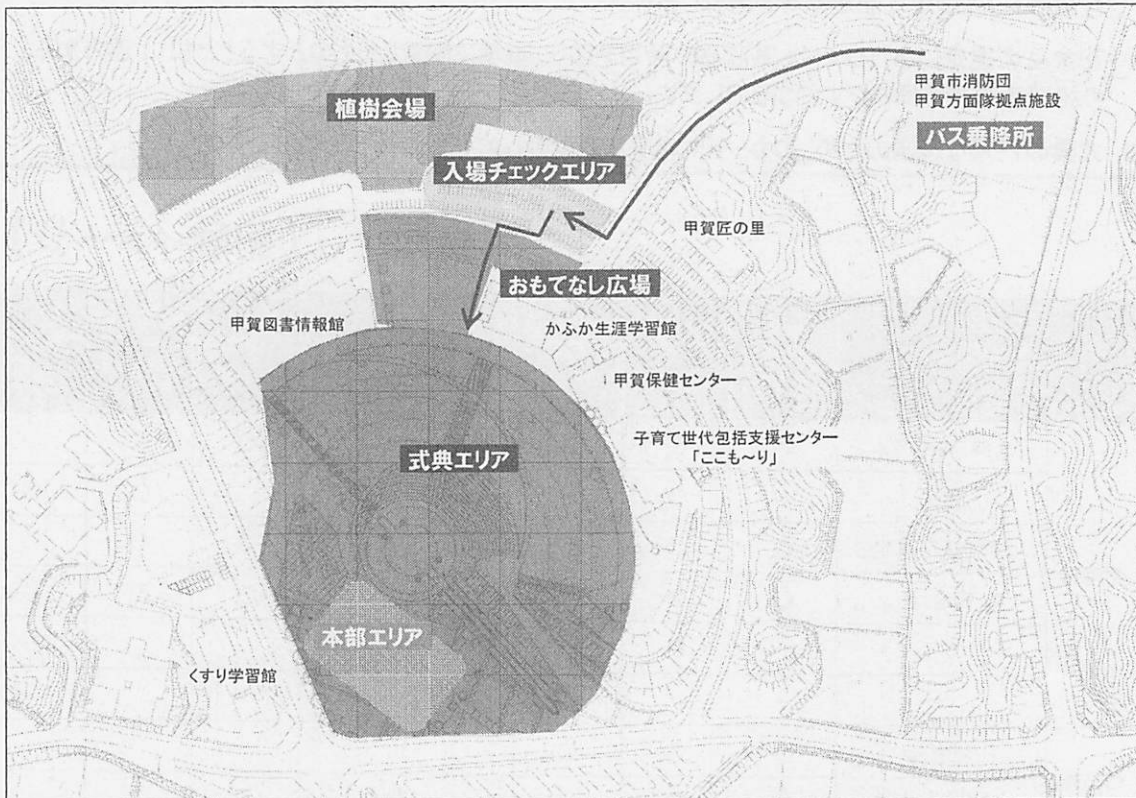 甲賀市消防団
甲賀方面隊拠点施設
バス乗降所
植樹会場
入場チェックエリア
甲賀匠の里
おもてなし広場
甲賀図書情報館
かふか生涯学習館
甲賀保健センター
子育て世代包括支援センター
「ここも～り」
式典エリア
本部エリア
くすり学習館